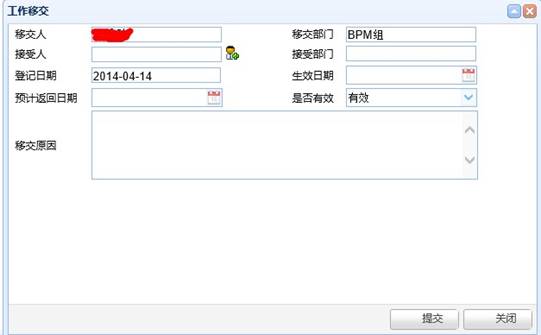 工作移交
移交人 移交部门 BPM组
接受人 接受部门
登记日期 2014-04-14 生效日期
预计返回日期 是否有效 有效
移交原因
提交 关闭